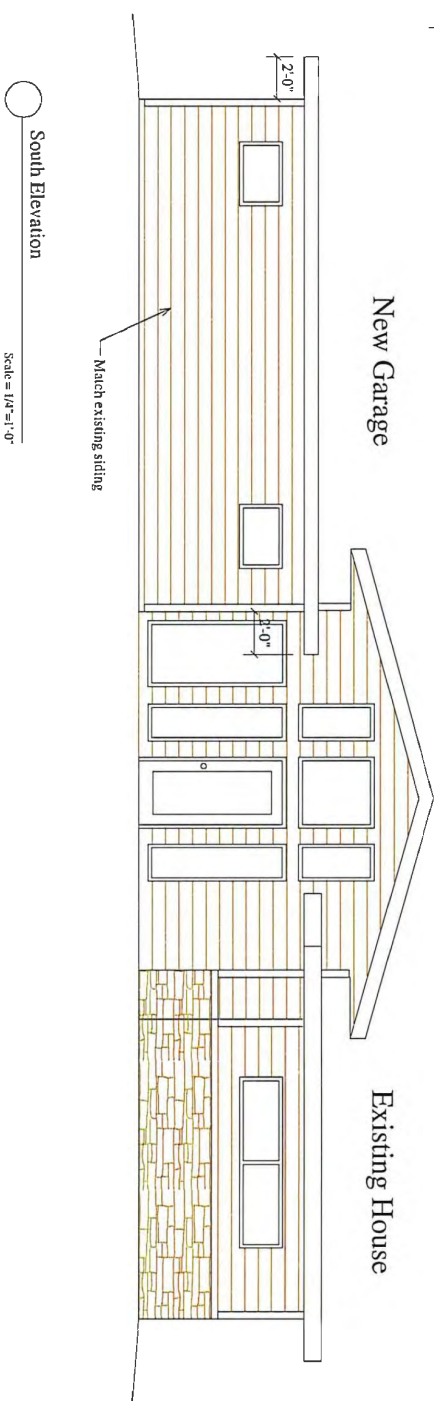 New Garage
Existing House
2'-0"
2'-0"
Match existing siding
South Elevation
Scale = 1/4"=1'-0"